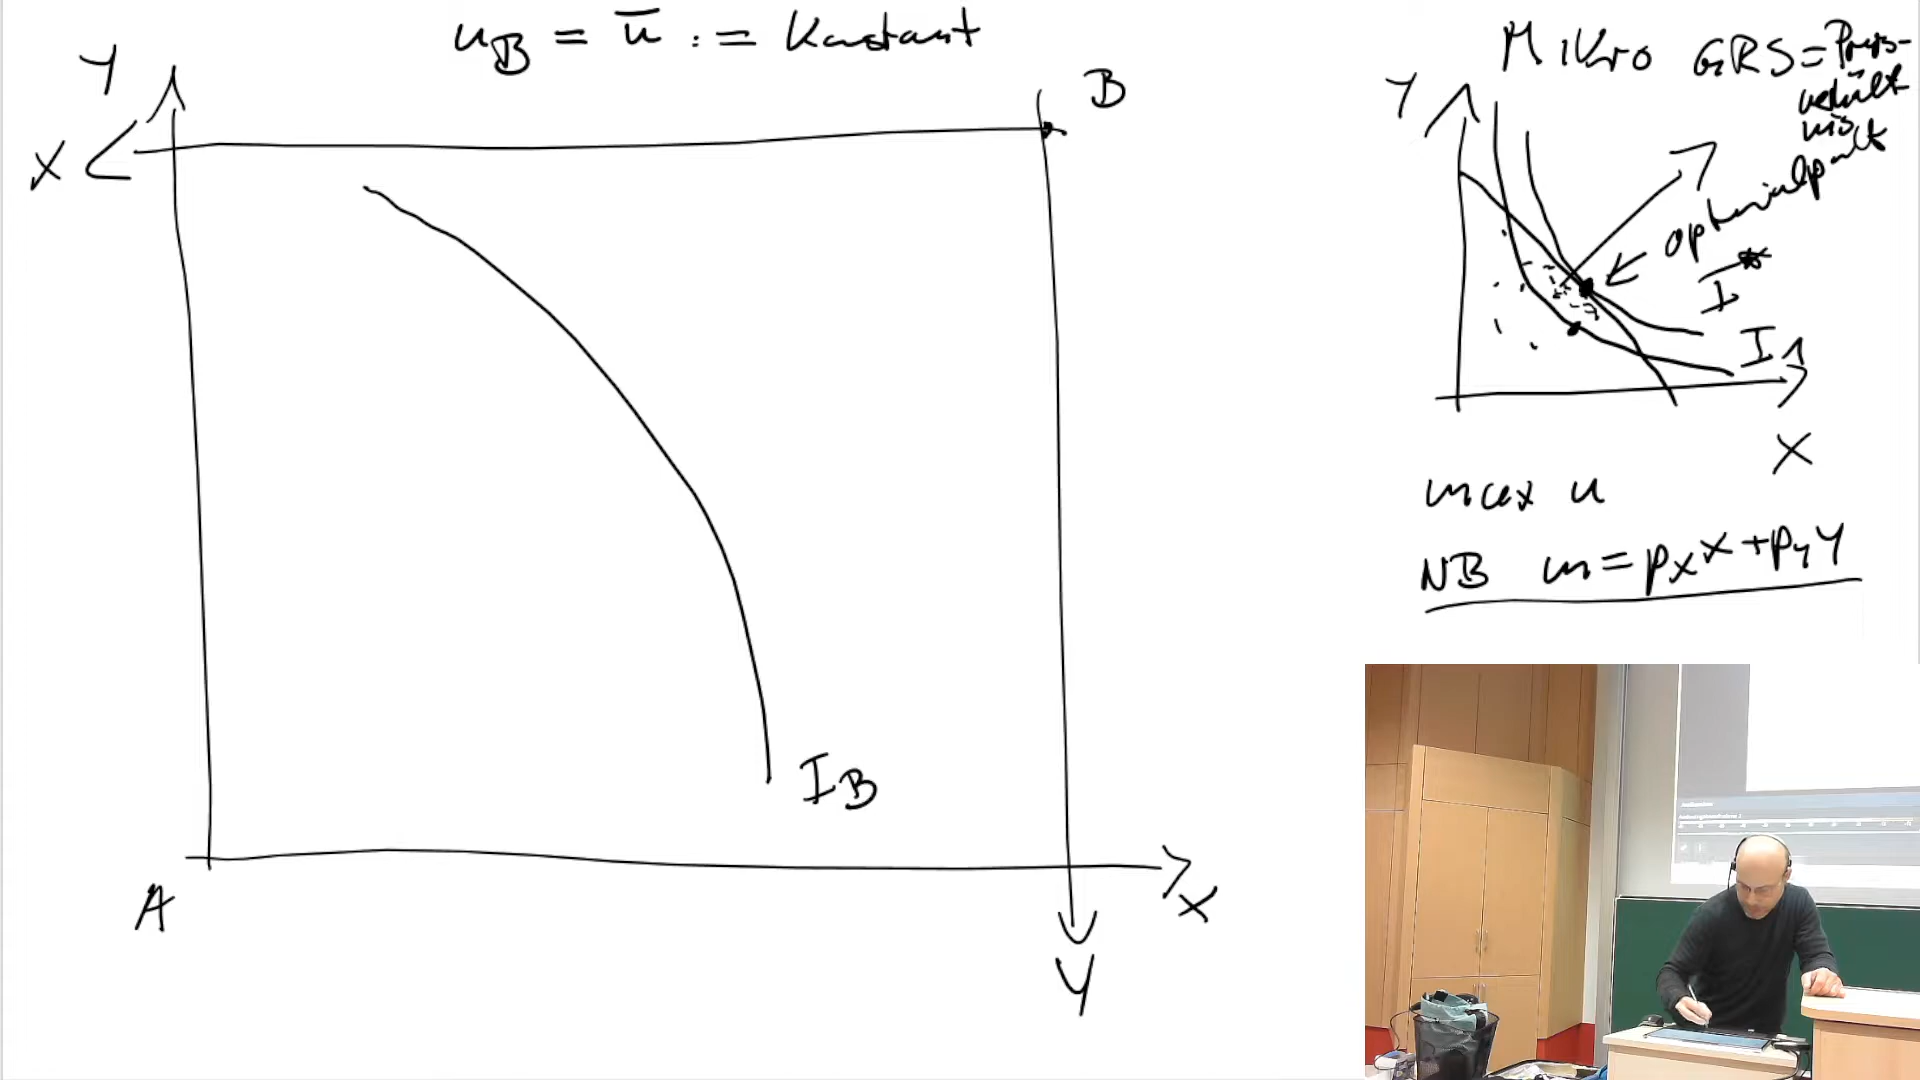 u_B = ū := Konstant
Y
X
B
I_B
A
X
Y
Mikro GRS = Preis-
verhält
nis
Y
Optimalpunkt
I*
I_1
X
max u
NB m = p_X X + p_Y Y